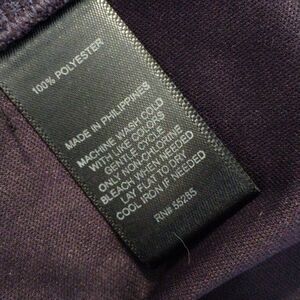 100% POLYESTER
MADE IN PHILIPPINES
MACHINE WASH COLD
WITH LIKE COLORS
GENTLE CYCLE
ONLY NON-CHLORINE
BLEACH WHEN NEEDED
LAY FLAT TO DRY
COOL IRON IF NEEDED
RN# 55285